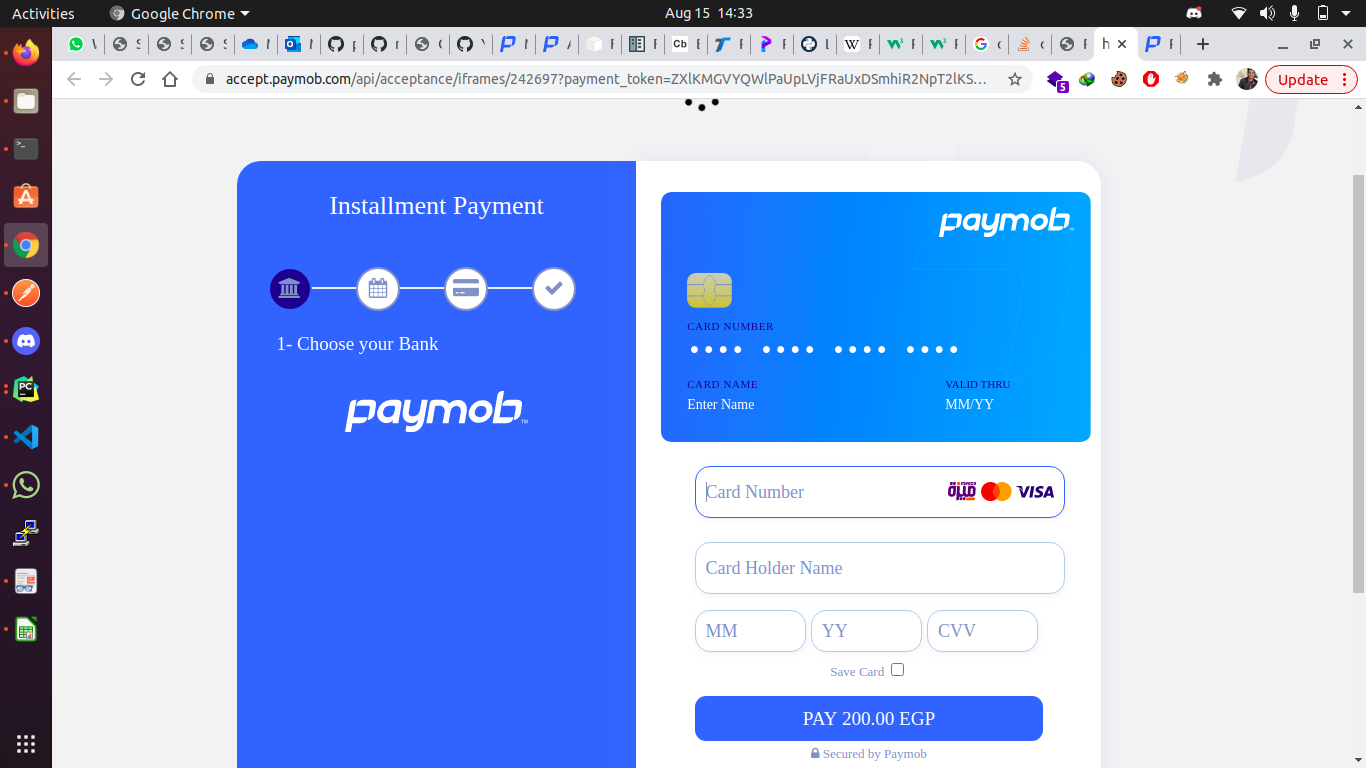 Activities
Google Chrome
Aug 15 14:33
accept.paymob.com/api/acceptance/iframes/242697?payment_token=ZXlKMGVYQWlPaUpLVjFRaUxDSmhiR2NpT2lKS...
5
Update
Installment Payment
1- Choose your Bank
paymob
paymob
CARD NUMBER
CARD NAME
VALID THRU
Enter Name
MM/YY
Card Number
VISA
Card Holder Name
MM
YY
CVV
Save Card
PAY 200.00 EGP
Secured by Paymob